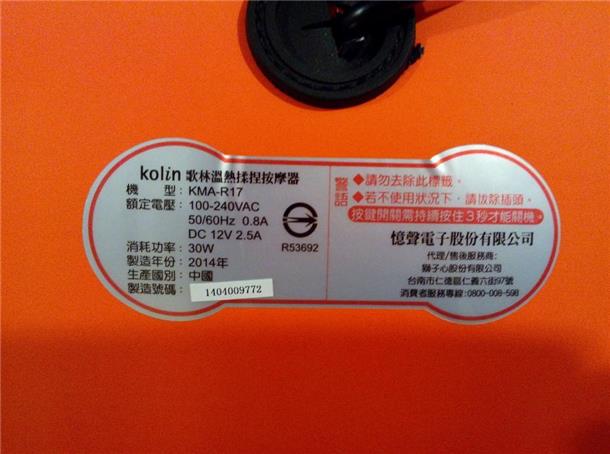 kolin 歌林溫熱揉捏按摩器
機 型: KMA-R17
額定電壓: 100-240VAC
50/60Hz 0.8A
DC 12V 2.5A
消耗功率: 30W
製造年份: 2014年
生產國別: 中國
製造號碼: 1404009772
R53692
警語
◆請勿去除此標籤。
◆若不使用狀況下，請拔除插頭。
按鍵開關需持續按住3秒才能關機。
憶聲電子股份有限公司
代理/售後服務商:
獅子心股份有限公司
台南市仁德區仁義六街97號
消費者服務專線:0800-008-598